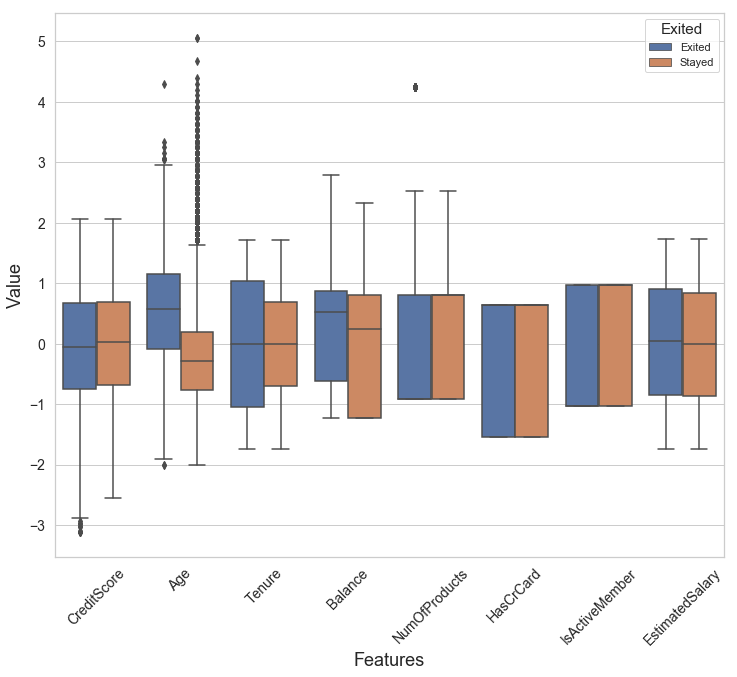 Exited
Exited
Stayed
5
4
3
2
1
0
−1
−2
−3
Value
CreditScore
Age
Tenure
Balance
NumOfProducts
HasCrCard
IsActiveMember
EstimatedSalary
Features